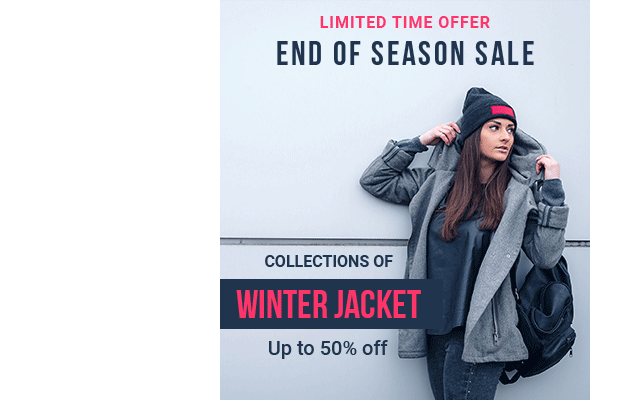 LIMITED TIME OFFER
END OF SEASON SALE
COLLECTIONS OF
WINTER JACKET
Up to 50% off